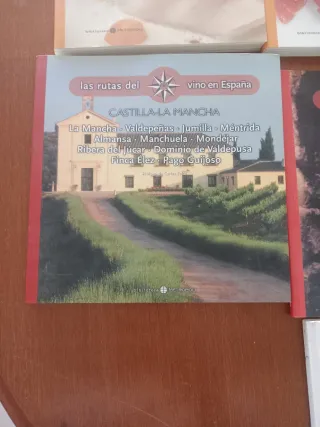 las rutas del vino en España
CASTILLA-LA MANCHA
La Mancha · Valdepeñas · Jumilla · Méntrida
Almansa · Manchuela · Mondéjar
Ribera del Júcar · Dominio de Valdepusa
Finca Élez · Pago Guijoso